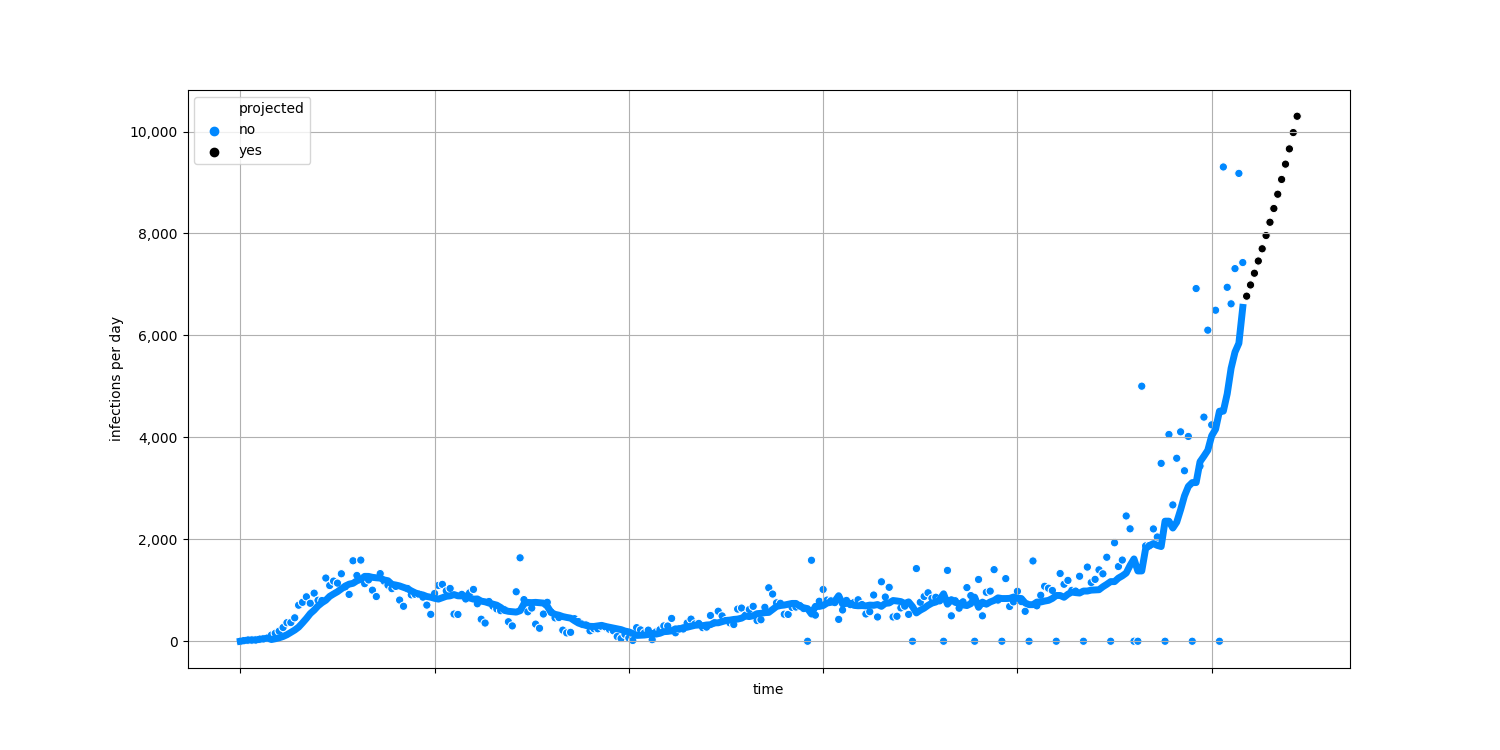 projected
no
yes
10,000
8,000
6,000
4,000
2,000
0
infections per day
time